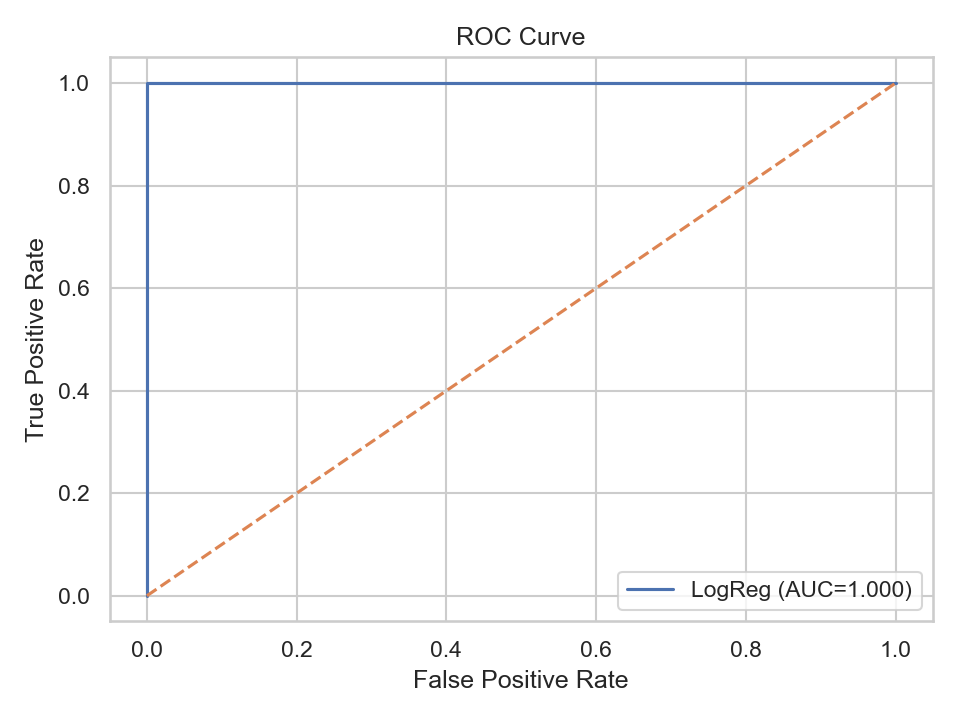 ROC Curve
1.0
0.8
0.6
0.4
0.2
0.0
True Positive Rate
LogReg (AUC=1.000)
0.0 0.2 0.4 0.6 0.8 1.0
False Positive Rate